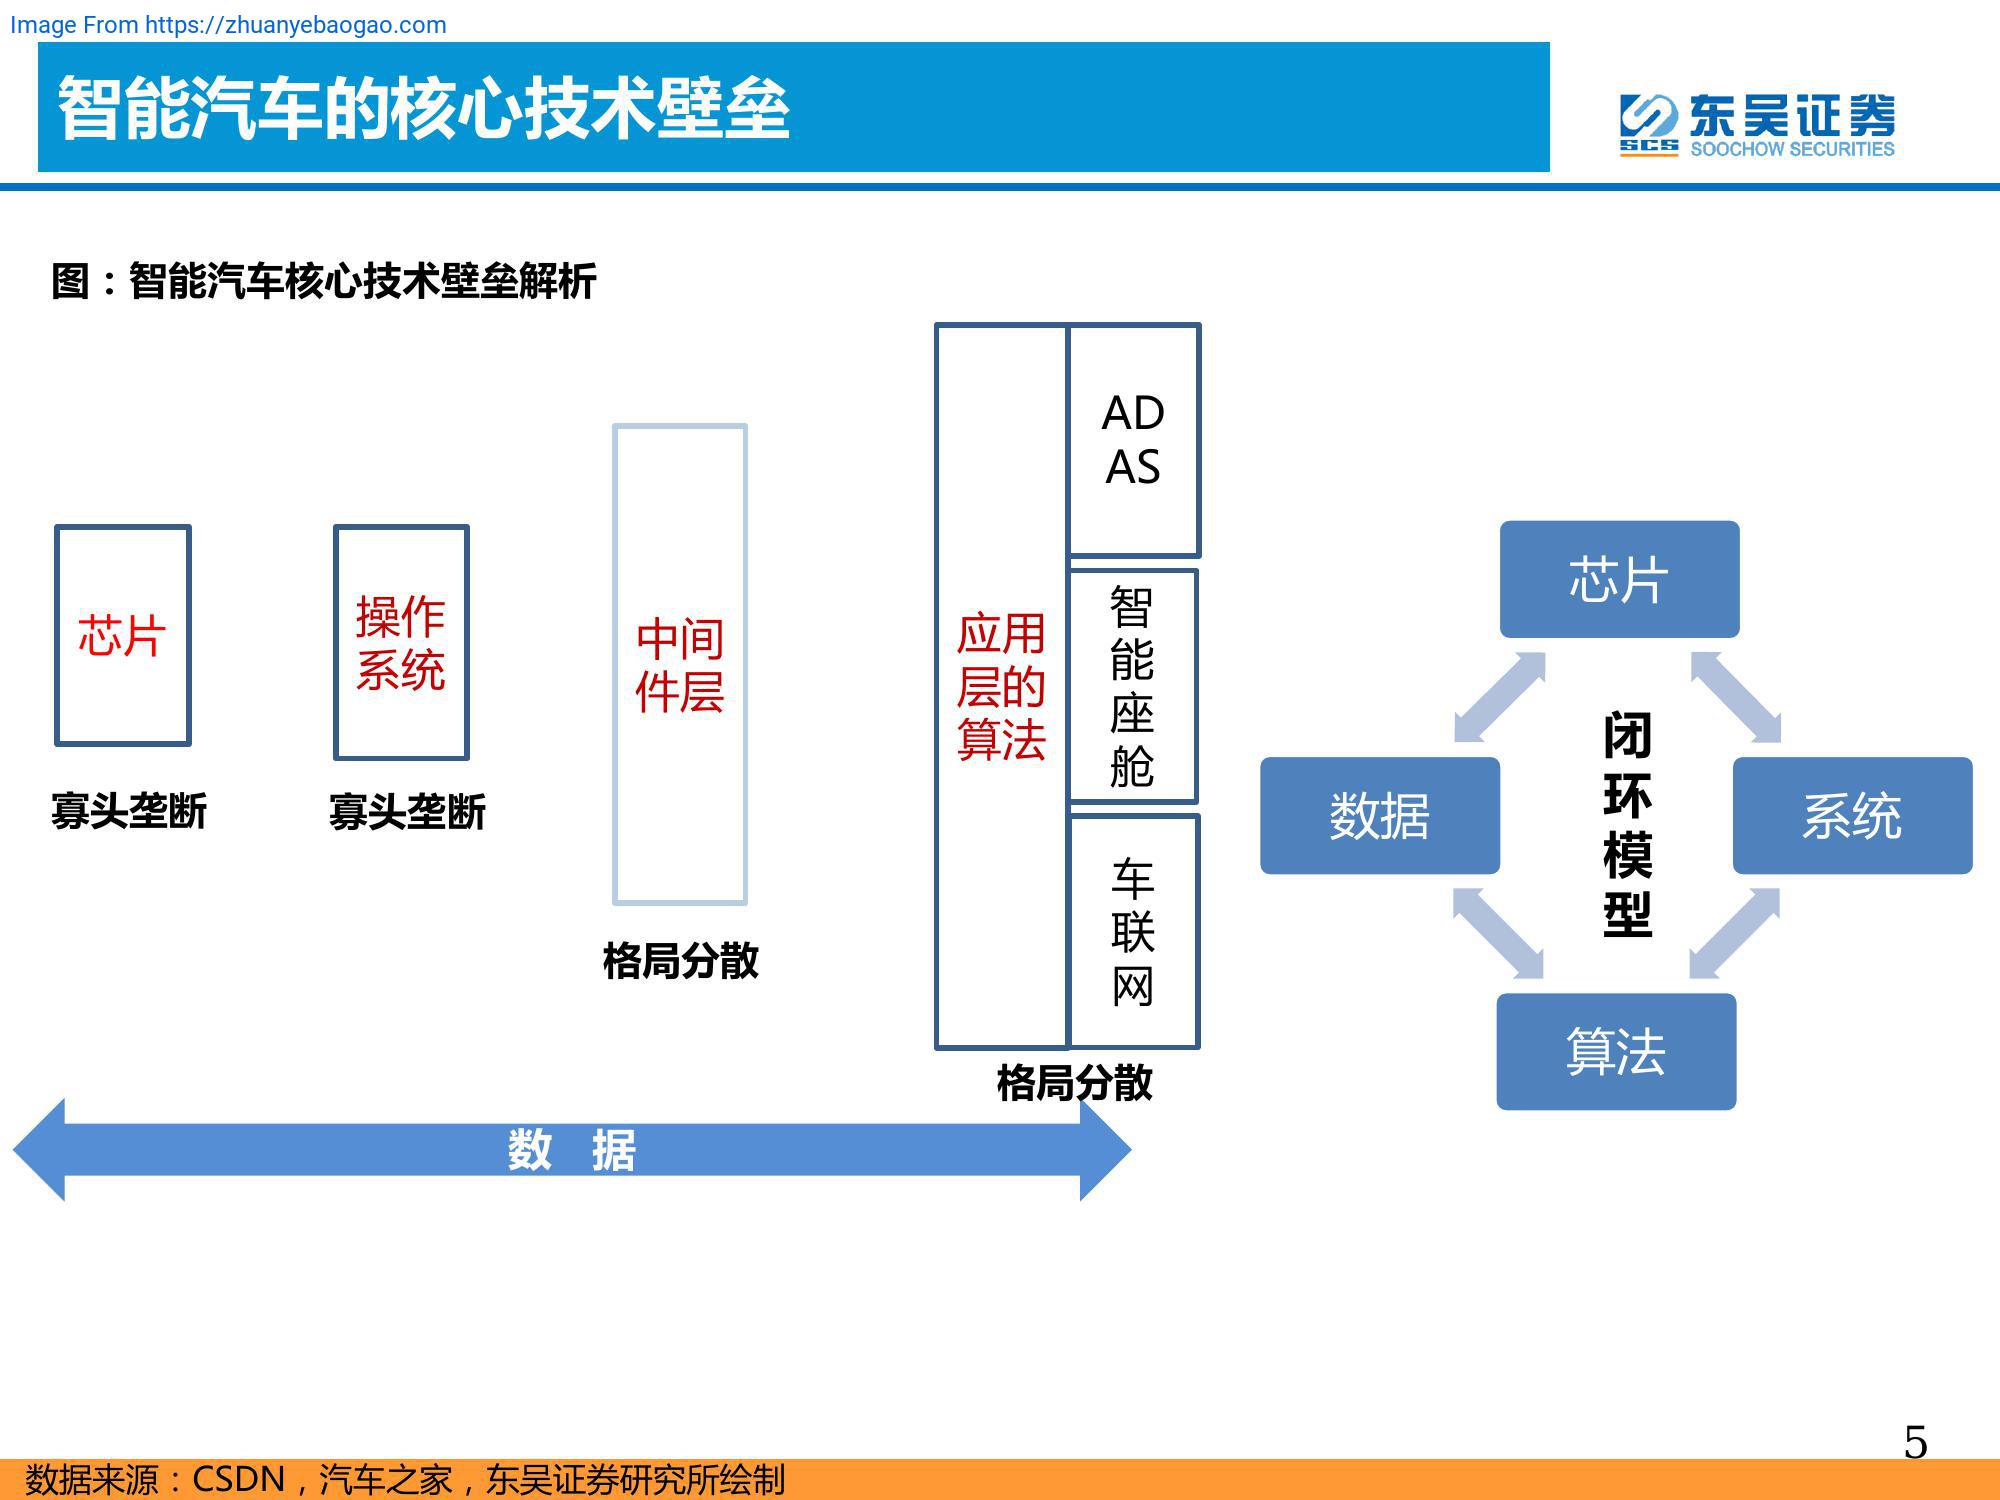 Image From https://zhuanyebaogao.com
智能汽车的核心技术壁垒
东吴证券
SCS
SOOCHOW SECURITIES
图：智能汽车核心技术壁垒解析
芯片
寡头垄断
操作
系统
寡头垄断
中间
件层
格局分散
应用
层的
算法
AD
AS
智
能
座
舱
车
联
网
格局分散
数 据
芯片
数据
闭
环
模
型
系统
算法
5
数据来源：CSDN，汽车之家，东吴证券研究所绘制